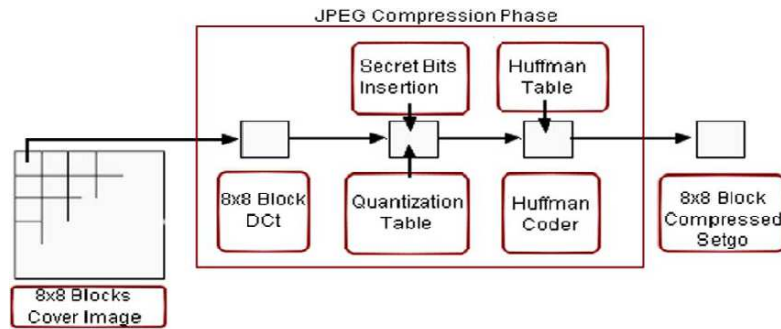 JPEG Compression Phase
Secret Bits
Insertion
Huffman
Table
8x8 Block
DCt
Quantization
Table
Huffman
Coder
8x8 Block
Compressed
Setgo
8x8 Blocks
Cover Image